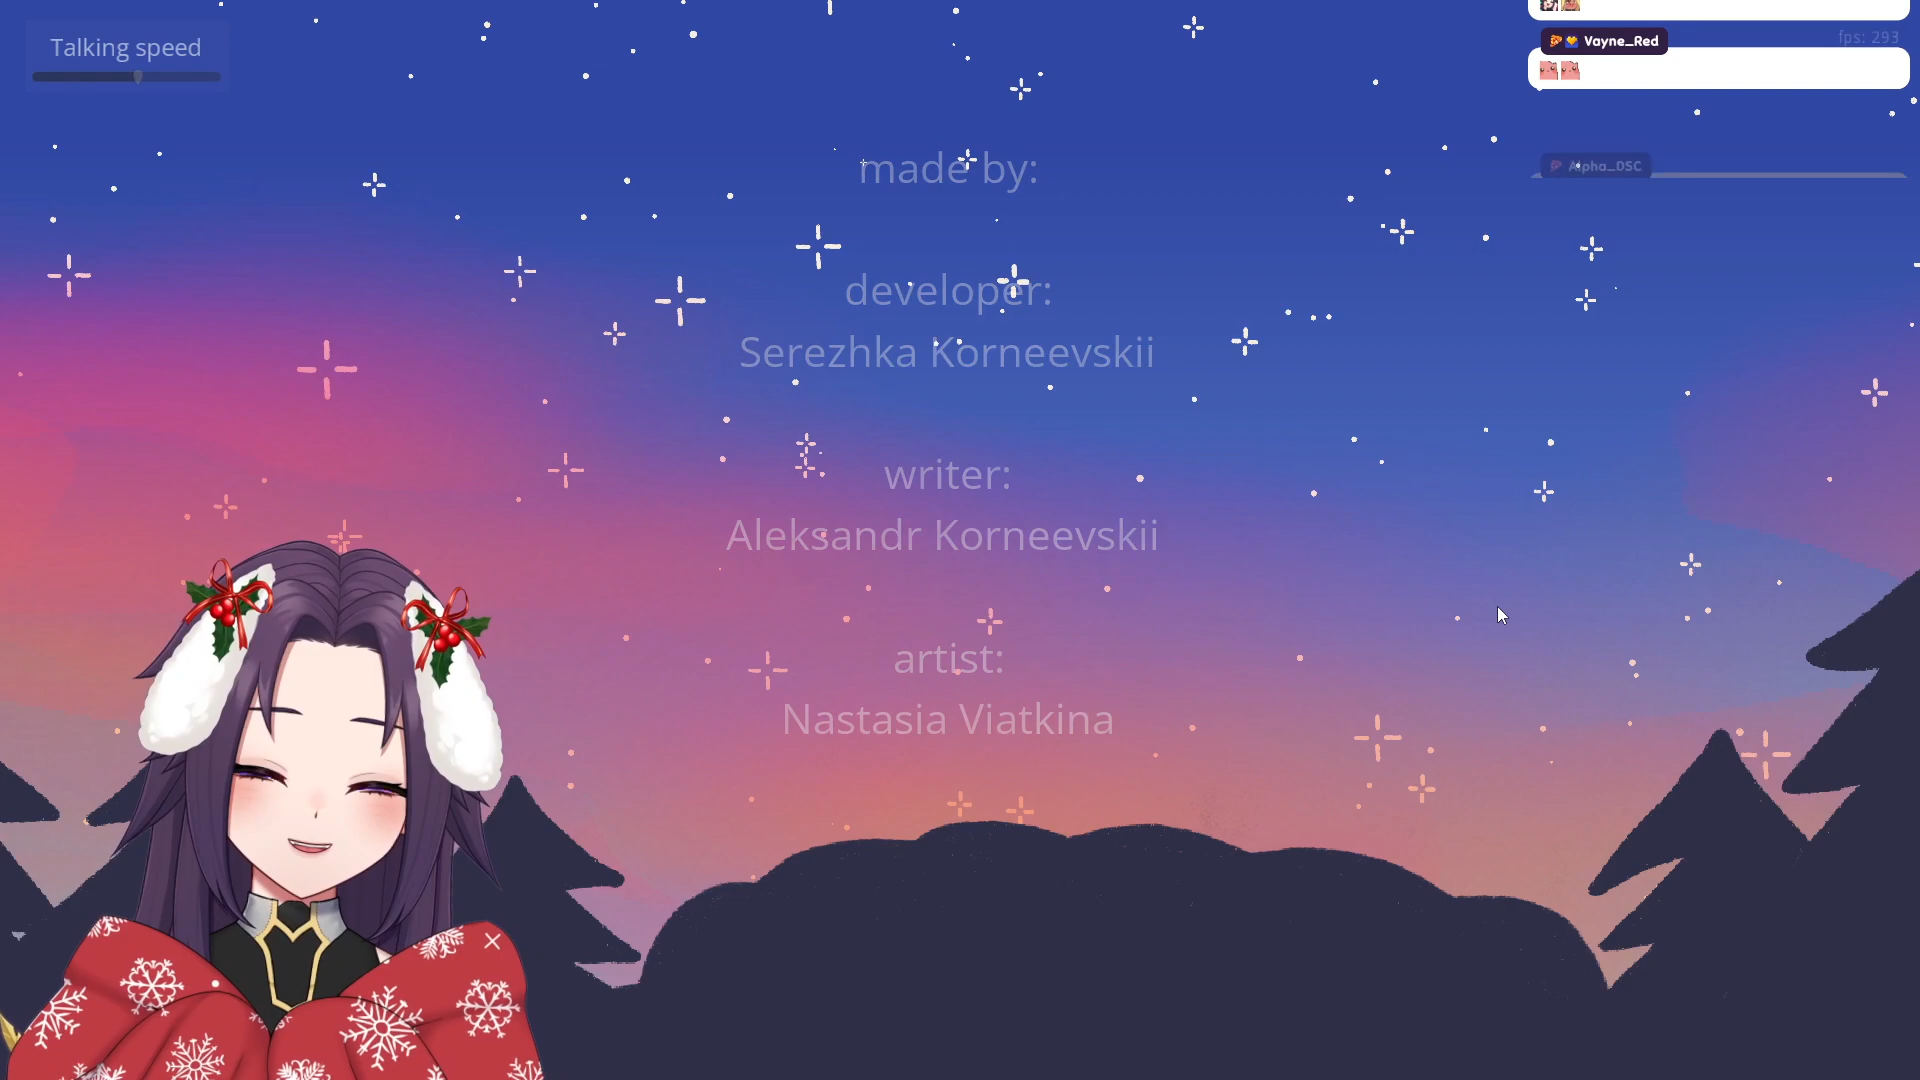 Talking speed
Vayne_Red
fps: 293
Alpha_DSC
made by:
developer:
Serezhka Korneevskii
writer:
Aleksandr Korneevskii
artist:
Nastasia Viatkina